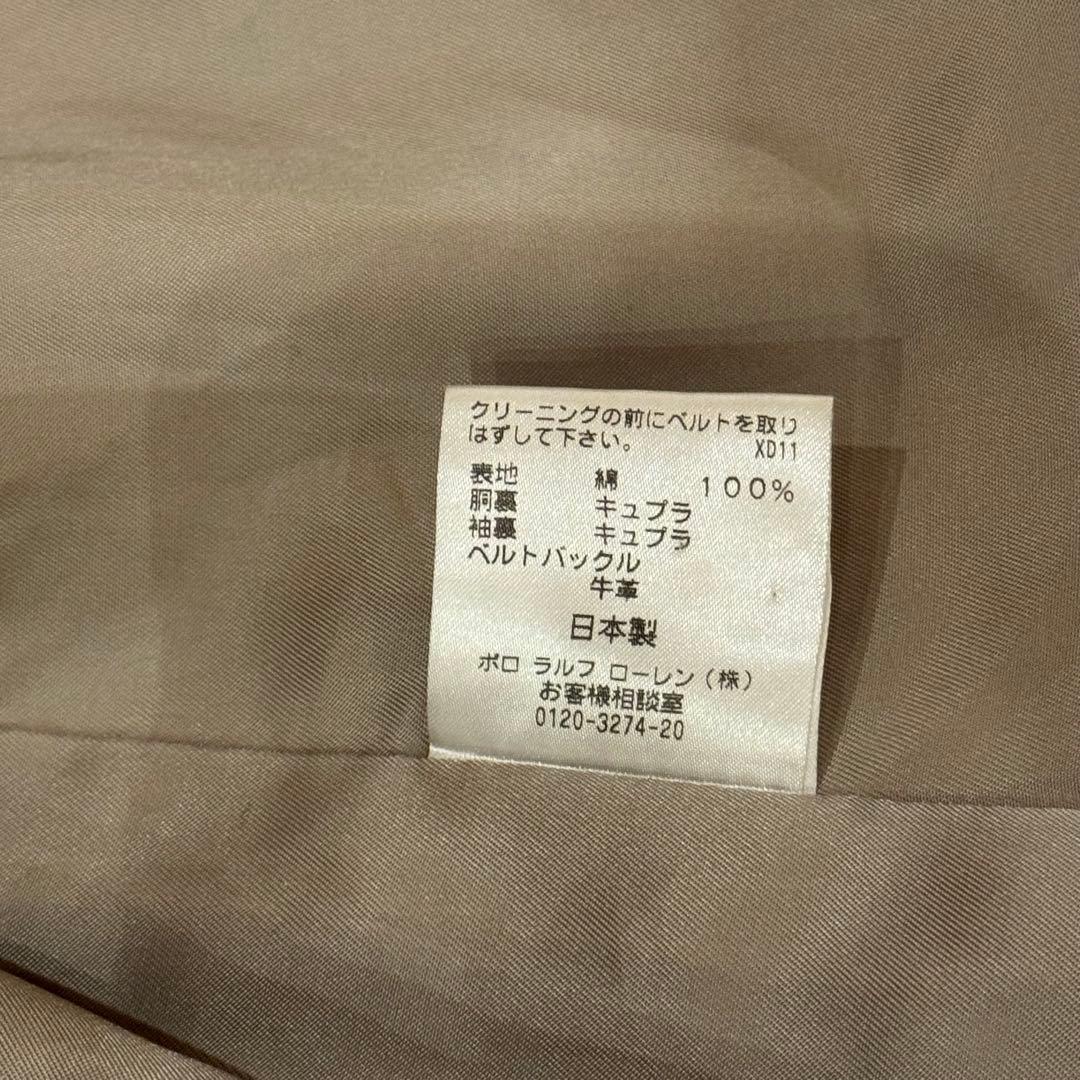 クリーニングの前にベルトを取り
はずして下さい。 XD11
表地 綿 100%
胴裏 キュプラ
袖裏 キュプラ
ベルトバックル
牛革
日本製
ポロ ラルフ ローレン(株)
お客様相談室
0120-3274-20